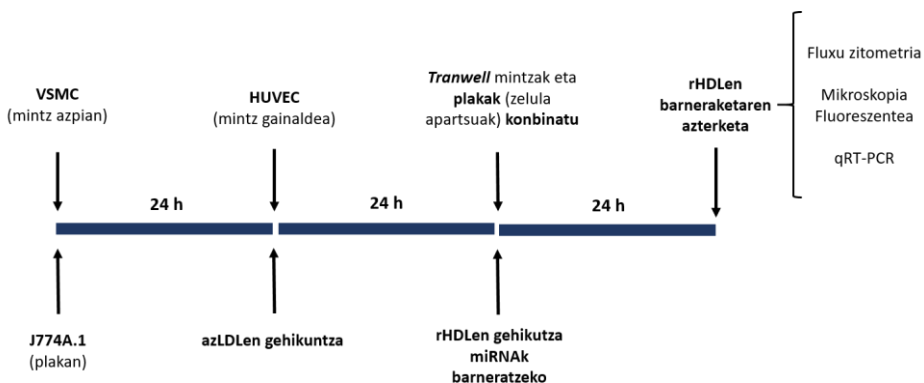 VSMC
(mintz azpian)
HUVEC
(mintz gainaldea)
Tranwell mintzak eta
plakak (zelula
apartsuak) konbinatu
rHDLen
barneraketaren
azterketa
Fluxu zitometria
Mikroskopia
Fluoreszentea
qRT-PCR
24 h
24 h
24 h
J774A.1
(plakan)
azLDLen gehikuntza
rHDLen gehikutza
miRNAk
barneratzeko